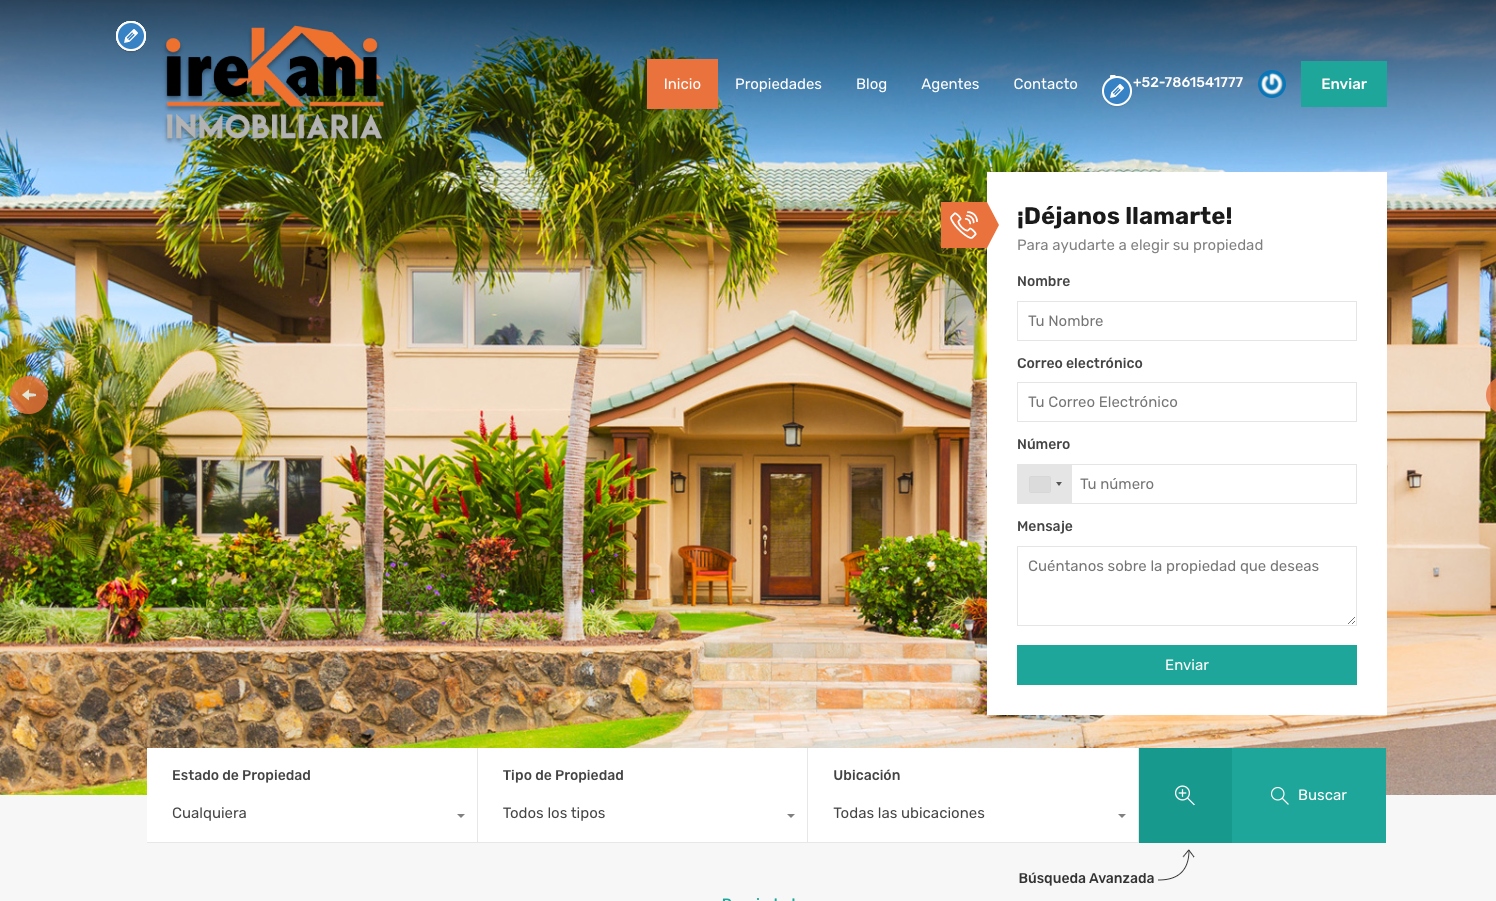 ireKani
INMOBILIARIA
Inicio
Propiedades
Blog
Agentes
Contacto
+52-7861541777
Enviar
¡Déjanos llamarte!
Para ayudarte a elegir su propiedad
Nombre
Tu Nombre
Correo electrónico
Tu Correo Electrónico
Número
Tu número
Mensaje
Cuéntanos sobre la propiedad que deseas
Enviar
Estado de Propiedad
Cualquiera
Tipo de Propiedad
Todos los tipos
Ubicación
Todas las ubicaciones
Buscar
Búsqueda Avanzada